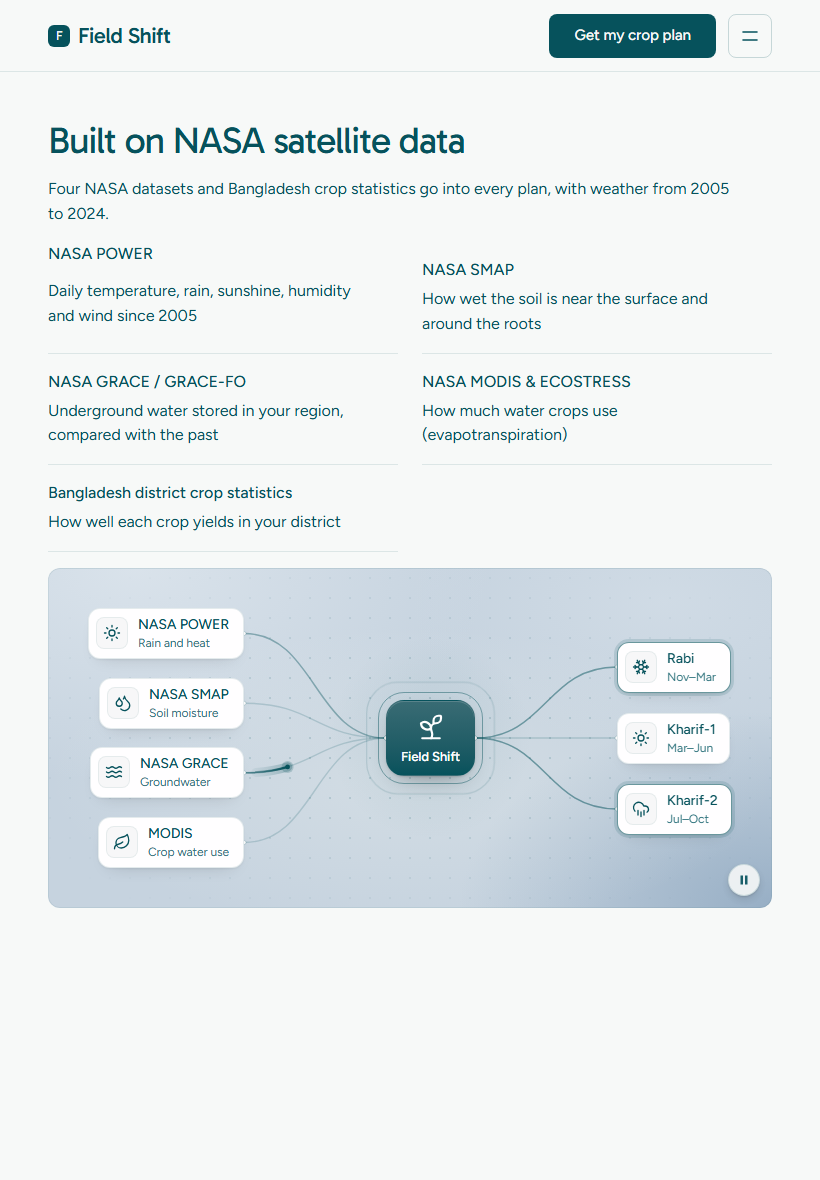 F
Field Shift
Get my crop plan
Built on NASA satellite data
Four NASA datasets and Bangladesh crop statistics go into every plan, with weather from 2005
to 2024.
NASA POWER
Daily temperature, rain, sunshine, humidity
and wind since 2005
NASA SMAP
How wet the soil is near the surface and
around the roots
NASA GRACE / GRACE-FO
Underground water stored in your region,
compared with the past
NASA MODIS & ECOSTRESS
How much water crops use
(evapotranspiration)
Bangladesh district crop statistics
How well each crop yields in your district
NASA POWER
Rain and heat
NASA SMAP
Soil moisture
NASA GRACE
Groundwater
MODIS
Crop water use
Field Shift
Rabi
Nov–Mar
Kharif-1
Mar–Jun
Kharif-2
Jul–Oct